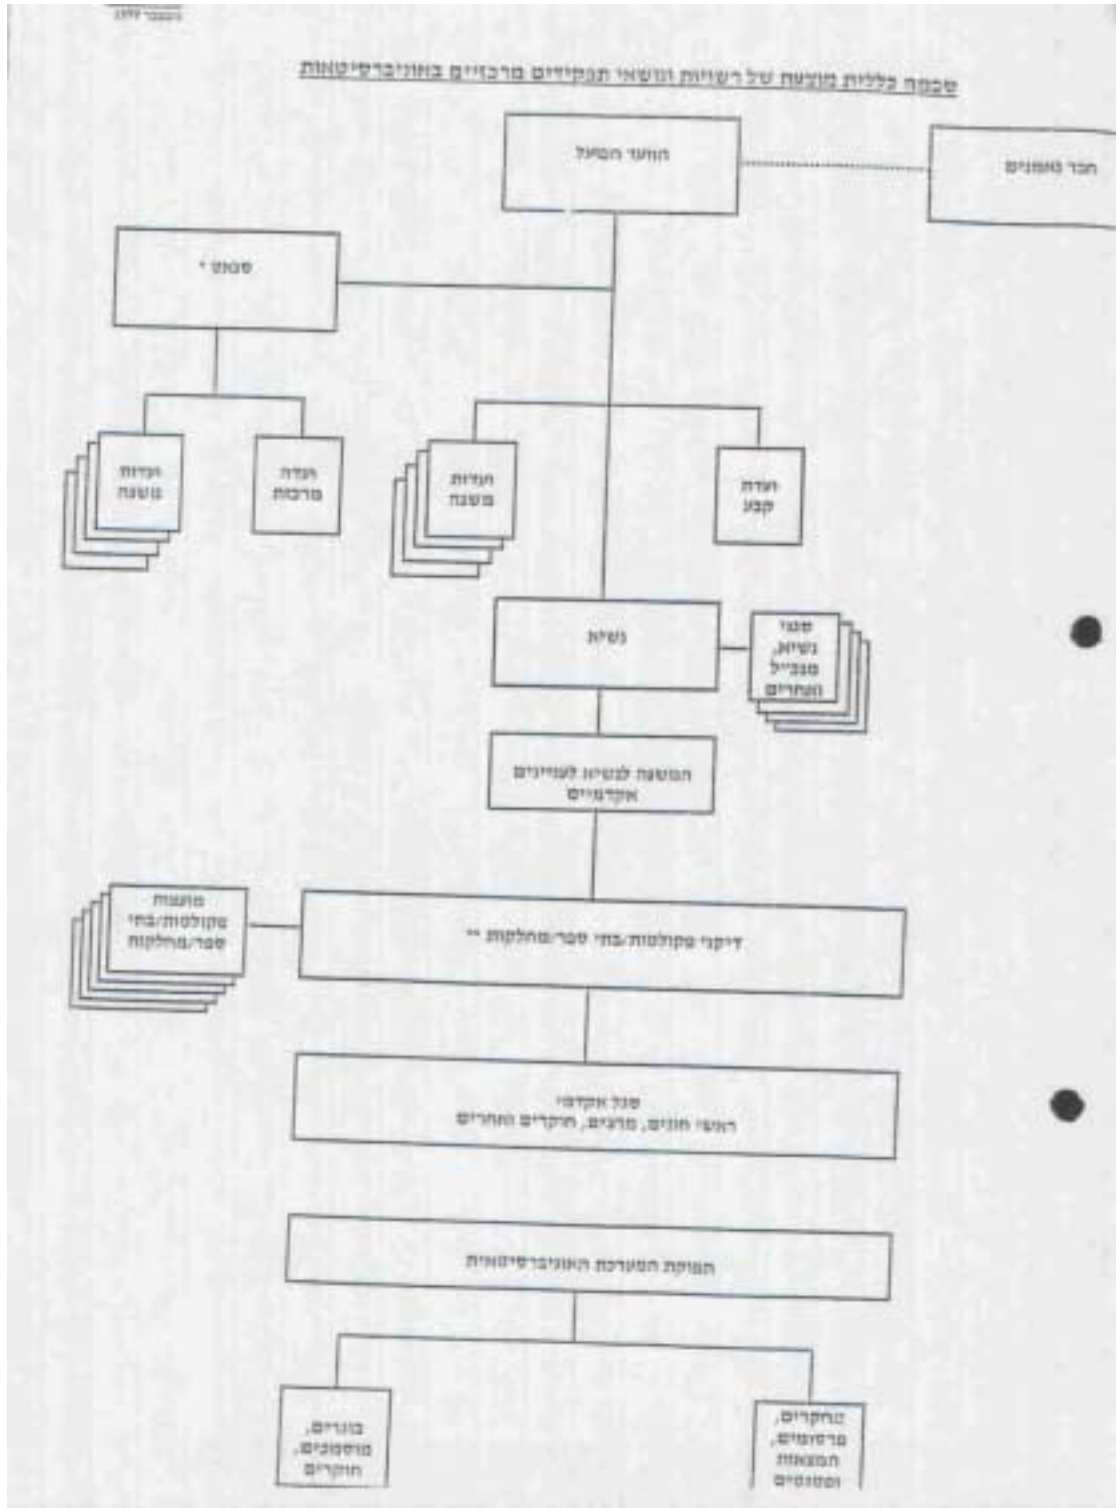 דצמבר 1999
סכמה כללית מוצעת של רשויות ונושאי תפקידים מרכזיים באוניברסיטאות
חבר נאמנים
הוועד הפועל
סנאט *
ועדת
קבע
ועדות
משנה
ועדה
מרכזת
ועדות
משנה
נשיא
סגני
נשיא,
מנכ״ל
ואחרים
המשנה לנשיא לעניינים
אקדמיים
דיקני פקולטות/בתי ספר/מחלקות **
מועצות
פקולטות/בתי
ספר/מחלקות
סגל אקדמי
ראשי חוגים, מרצים, חוקרים ואחרים
תפוקת המערכת האוניברסיטאית
מחקרים,
פרסומים,
המצאות
ופטנטים
בוגרים,
מוסמכים,
חוקרים